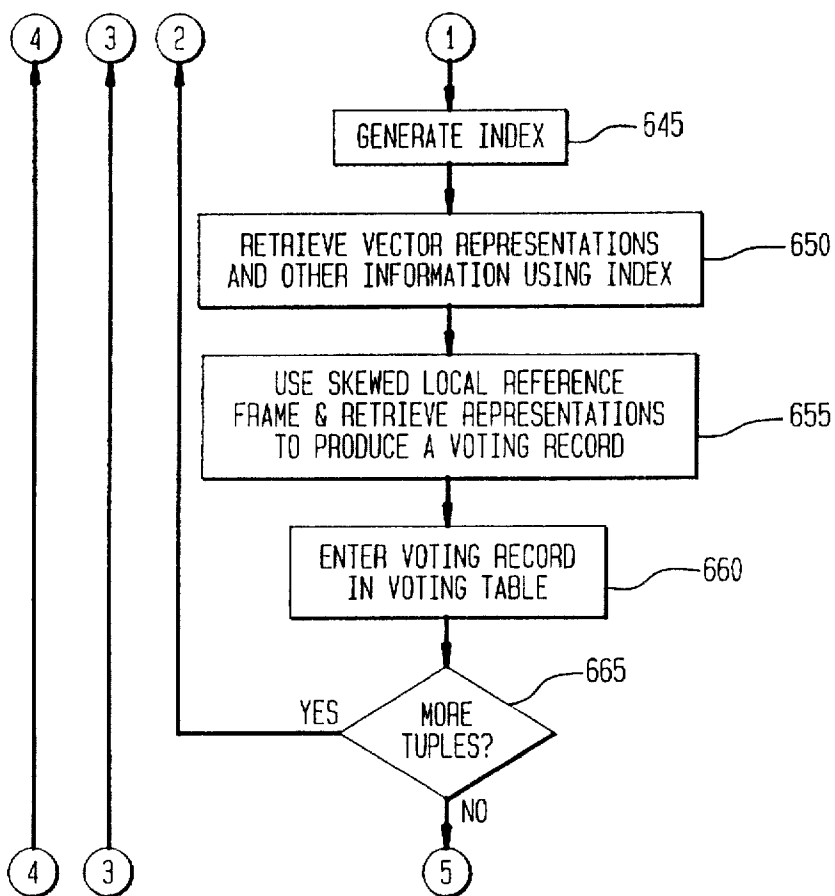 4 3 2 1
GENERATE INDEX
645
RETRIEVE VECTOR REPRESENTATIONS
AND OTHER INFORMATION USING INDEX
650
USE SKEWED LOCAL REFERENCE
FRAME & RETRIEVE REPRESENTATIONS
TO PRODUCE A VOTING RECORD
655
ENTER VOTING RECORD
IN VOTING TABLE
660
665
YES
MORE
TUPLES?
NO
4 3 5